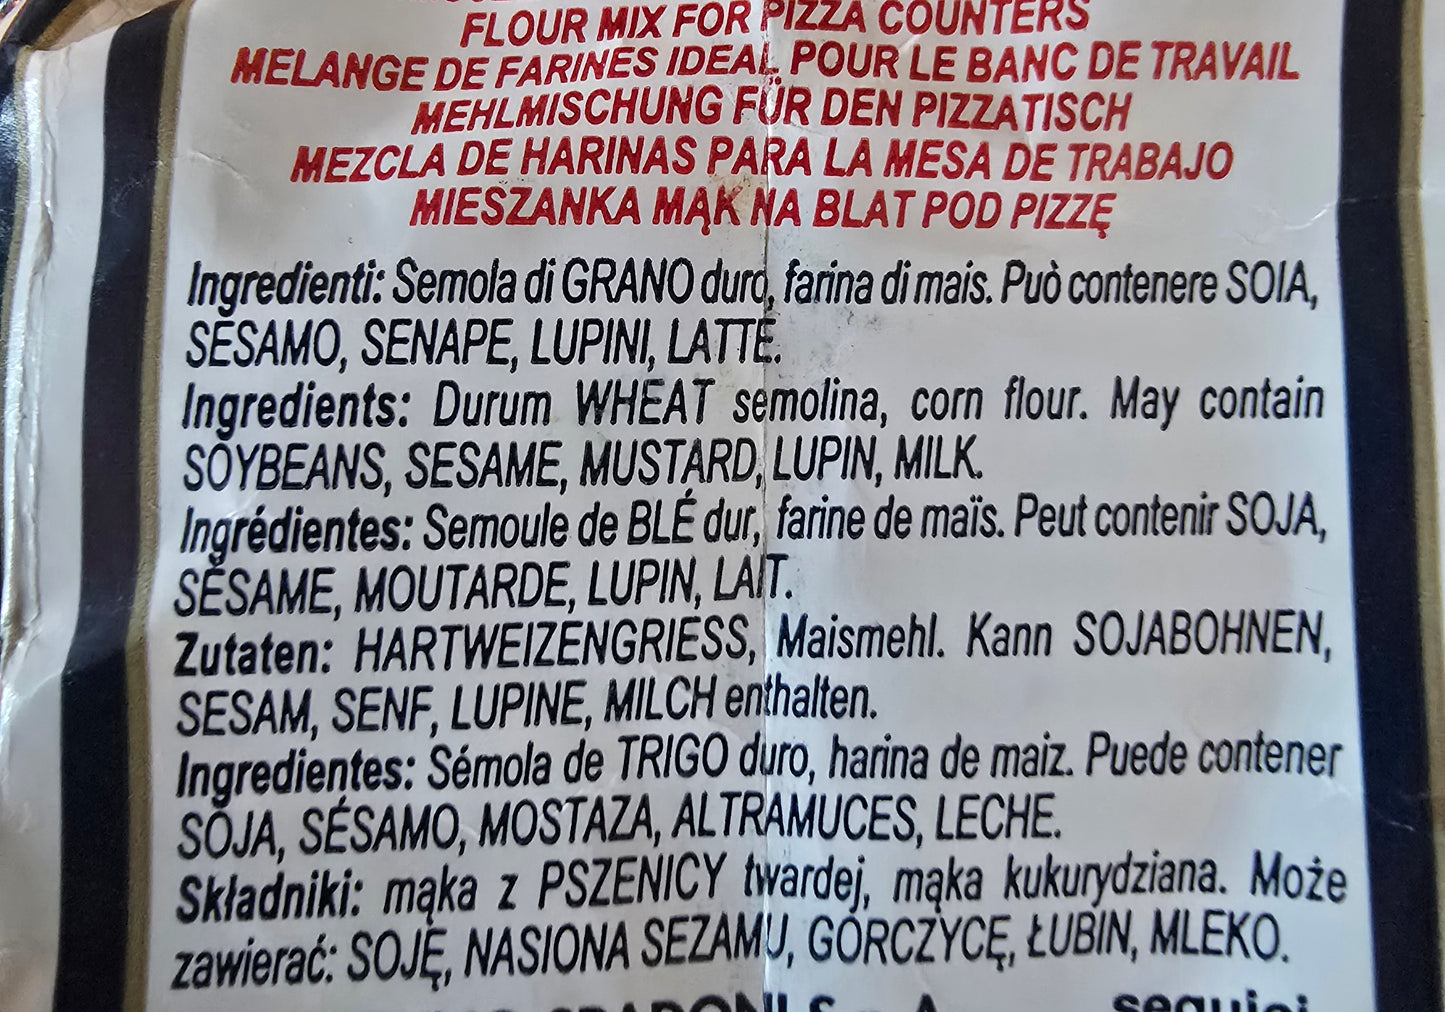 FLOUR MIX FOR PIZZA COUNTERS
MELANGE DE FARINES IDEAL POUR LE BANC DE TRAVAIL
MEHLMISCHUNG FÜR DEN PIZZATISCH
MEZCLA DE HARINAS PARA LA MESA DE TRABAJO
MIESZANKA MĄK NA BLAT POD PIZZĘ
Ingredienti: Semola di GRANO duro, farina di mais. Può contenere SOIA,
SESAMO, SENAPE, LUPINI, LATTE.
Ingredients: Durum WHEAT semolina, corn flour. May contain
SOYBEANS, SESAME, MUSTARD, LUPIN, MILK.
Ingrédientes: Semoule de BLÉ dur, farine de maïs. Peut contenir SOJA,
SÉSAME, MOUTARDE, LUPIN, LAIT.
Zutaten: HARTWEIZENGRIESS, Maismehl. Kann SOJABOHNEN,
SESAM, SENF, LUPINE, MILCH enthalten.
Ingredientes: Sémola de TRIGO duro, harina de maiz. Puede contener
SOJA, SÉSAMO, MOSTAZA, ALTRAMUCES, LECHE.
Składniki: mąka z PSZENICY twardej, mąka kukurydziana. Może
zawierać: SOJĘ, NASIONA SEZAMU, GORCZYCĘ, ŁUBIN, MLEKO.